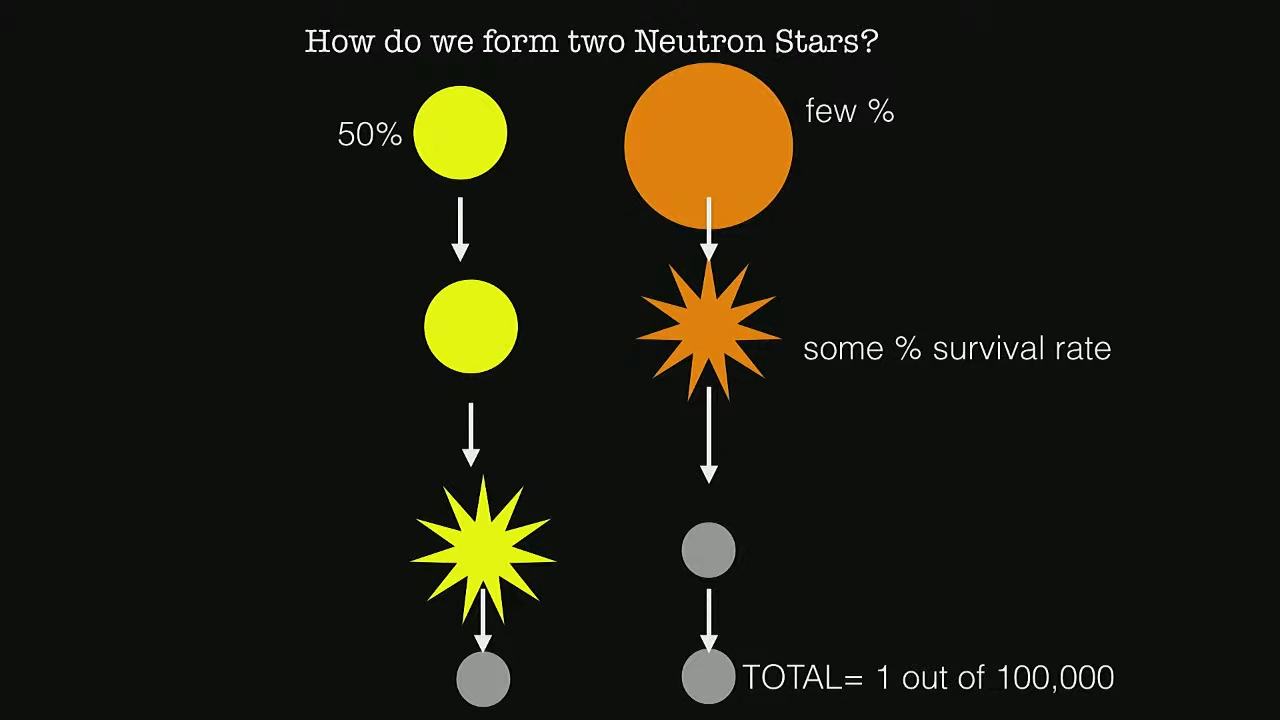 How do we form two Neutron Stars?
50%
few %
some % survival rate
TOTAL= 1 out of 100,000